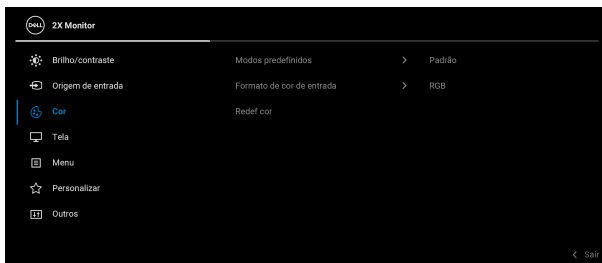 DELL 2X Monitor
Brilho/contraste
Origem de entrada
Cor
Tela
Menu
Personalizar
Outros
Modos predefinidos > Padrão
Formato de cor de entrada > RGB
Redef cor
< Sair